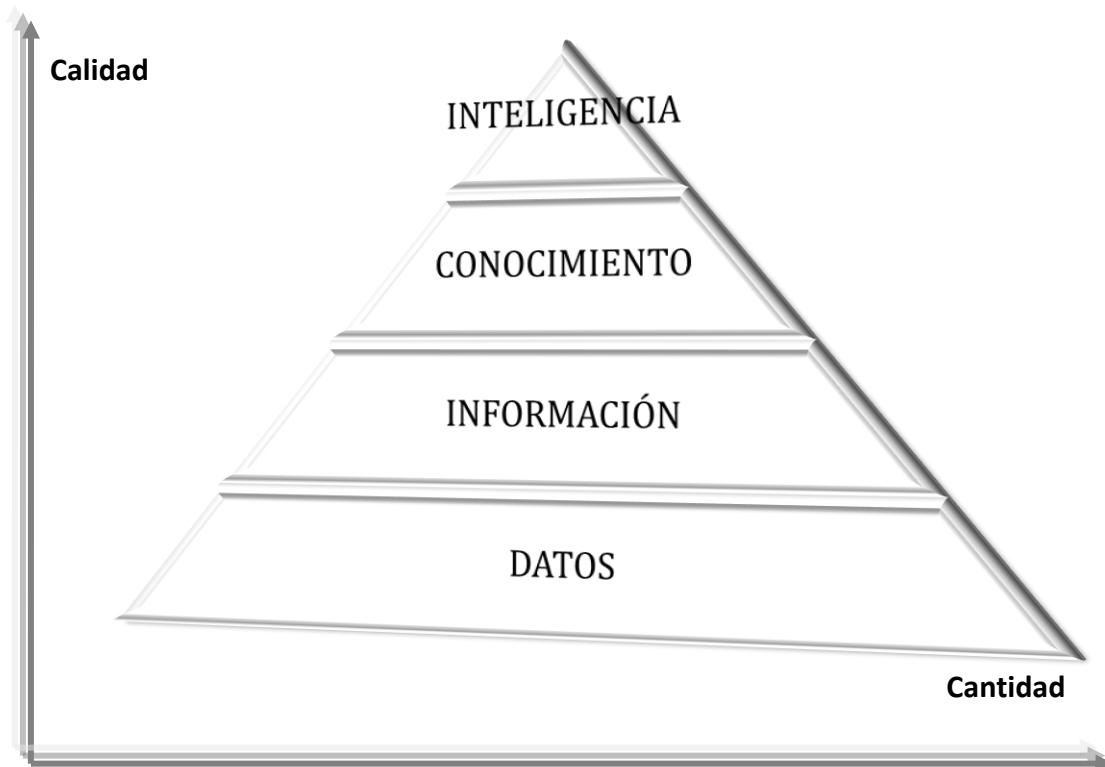 Calidad
INTELIGENCIA
CONOCIMIENTO
INFORMACIÓN
DATOS
Cantidad